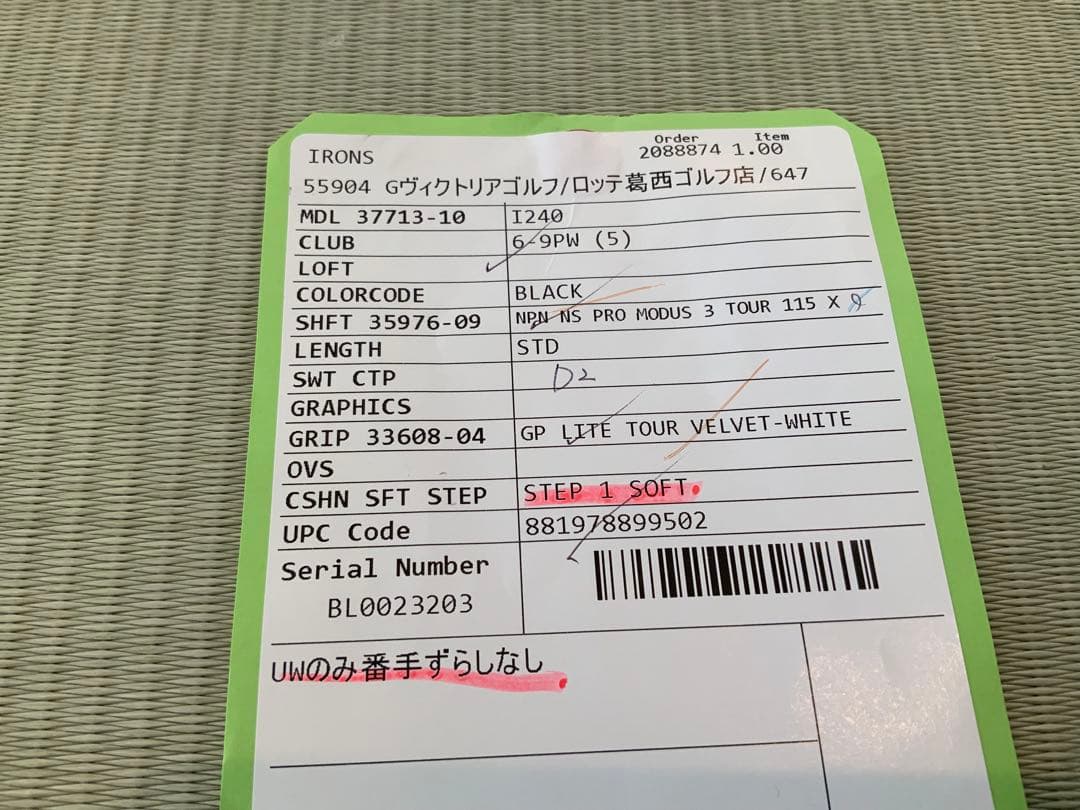 IRONS
Order Item
2088874 1.00
55904 Gヴィクトリアゴルフ/ロッテ葛西ゴルフ店/647
MDL 37713-10 I240
CLUB 6-9PW (5)
LOFT
COLORCODE BLACK
SHFT 35976-09 NPN NS PRO MODUS 3 TOUR 115 X
LENGTH STD
SWT CTP D2
GRAPHICS
GRIP 33608-04 GP LITE TOUR VELVET-WHITE
OVS
CSHN SFT STEP STEP 1 SOFT
UPC Code 881978899502
Serial Number
BL0023203
UWのみ番手ずらしなし